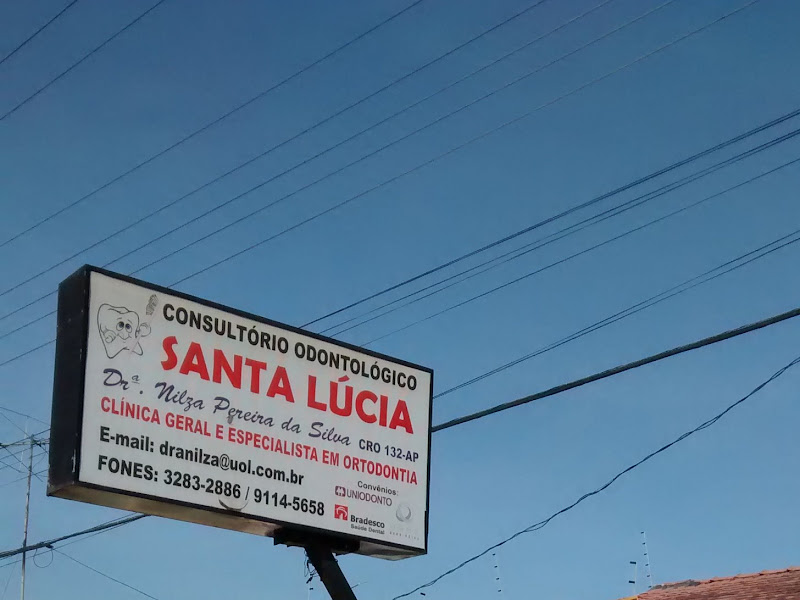 CONSULTÓRIO ODONTOLÓGICO
SANTA LÚCIA
Drª. Nilza Pereira da Silva CRO 132-AP
CLÍNICA GERAL E ESPECIALISTA EM ORTODONTIA
E-mail: dranilza@uol.com.br
FONES: 3283-2886 / 9114-5658
Convênios:
UNIODONTO
Bradesco
Saúde Dental